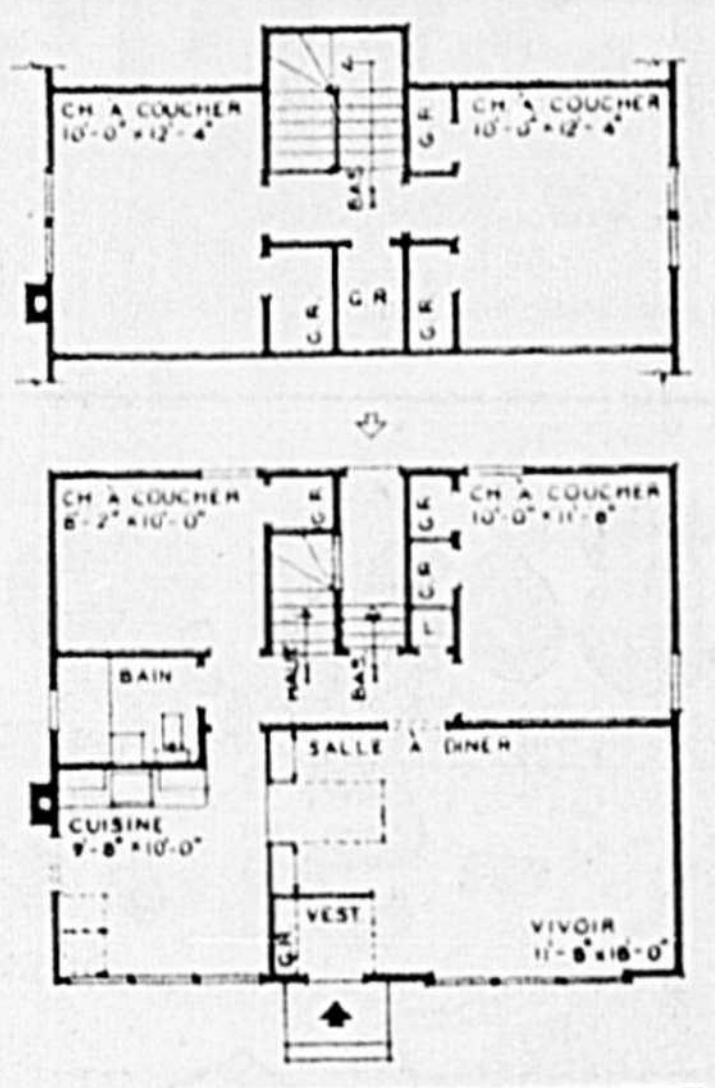 CH. À COUCHER
10'-0" x 12'-4"
G.R.
CH. À COUCHER
10'-0" x 12'-4"
BAS
G.R.
G.R.
G.R.
CH. À COUCHER
8'-2" x 10'-0"
G.R.
G.R.
CH. À COUCHER
10'-0" x 11'-8"
G.R.
L
HAUT
BAS
BAIN
SALLE À DINER
CUISINE
9'-8" x 10'-0"
VEST.
G.R.
VIVOIR
11'-8" x 18'-0"